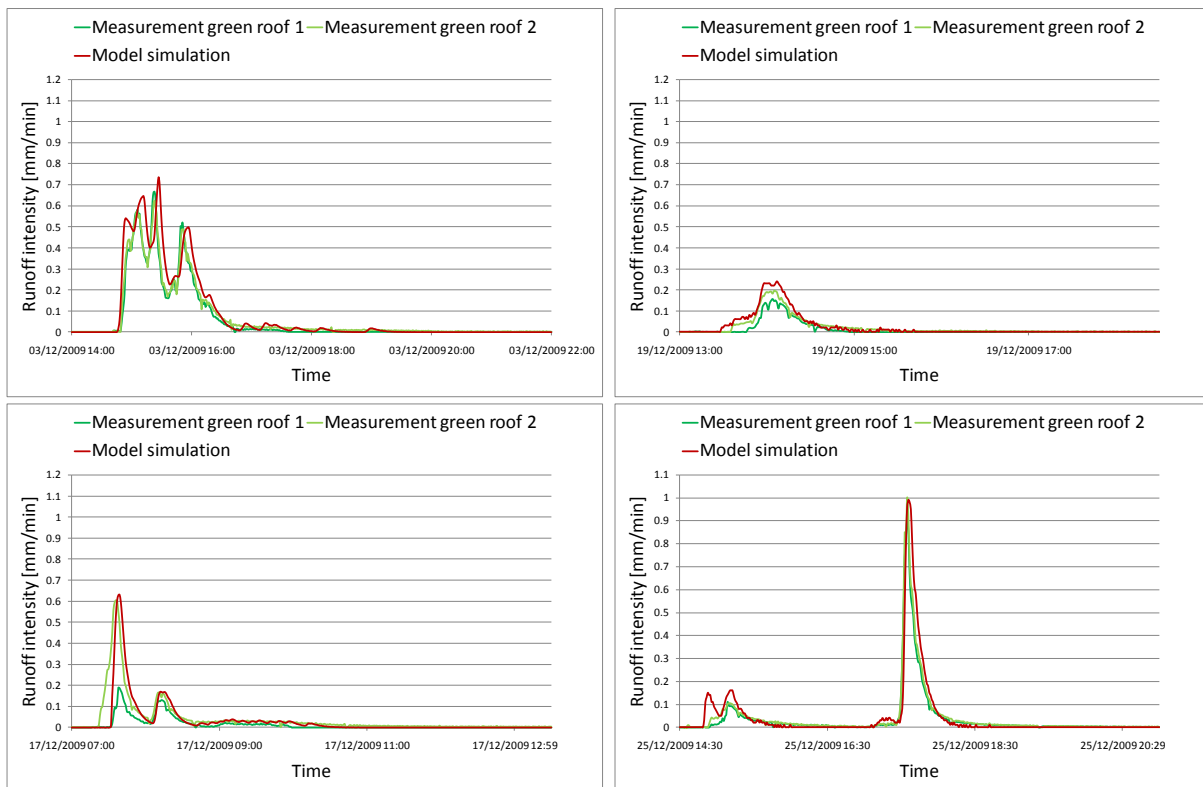 Measurement green roof 1 Measurement green roof 2
Model simulation
Runoff intensity [mm/min]
1.2
1.1
1
0.9
0.8
0.7
0.6
0.5
0.4
0.3
0.2
0.1
0
03/12/2009 14:00 03/12/2009 16:00 03/12/2009 18:00 03/12/2009 20:00 03/12/2009 22:00
Time
Measurement green roof 1 Measurement green roof 2
Model simulation
Runoff intensity [mm/min]
1.2
1.1
1
0.9
0.8
0.7
0.6
0.5
0.4
0.3
0.2
0.1
0
19/12/2009 13:00 19/12/2009 15:00 19/12/2009 17:00
Time
Measurement green roof 1 Measurement green roof 2
Model simulation
Runoff intensity [mm/min]
1.2
1.1
1
0.9
0.8
0.7
0.6
0.5
0.4
0.3
0.2
0.1
0
17/12/2009 07:00 17/12/2009 09:00 17/12/2009 11:00 17/12/2009 12:59
Time
Measurement green roof 1 Measurement green roof 2
Model simulation
Runoff intensity [mm/min]
1.1
1
0.9
0.8
0.7
0.6
0.5
0.4
0.3
0.2
0.1
0
25/12/2009 14:30 25/12/2009 16:30 25/12/2009 18:30 25/12/2009 20:29
Time